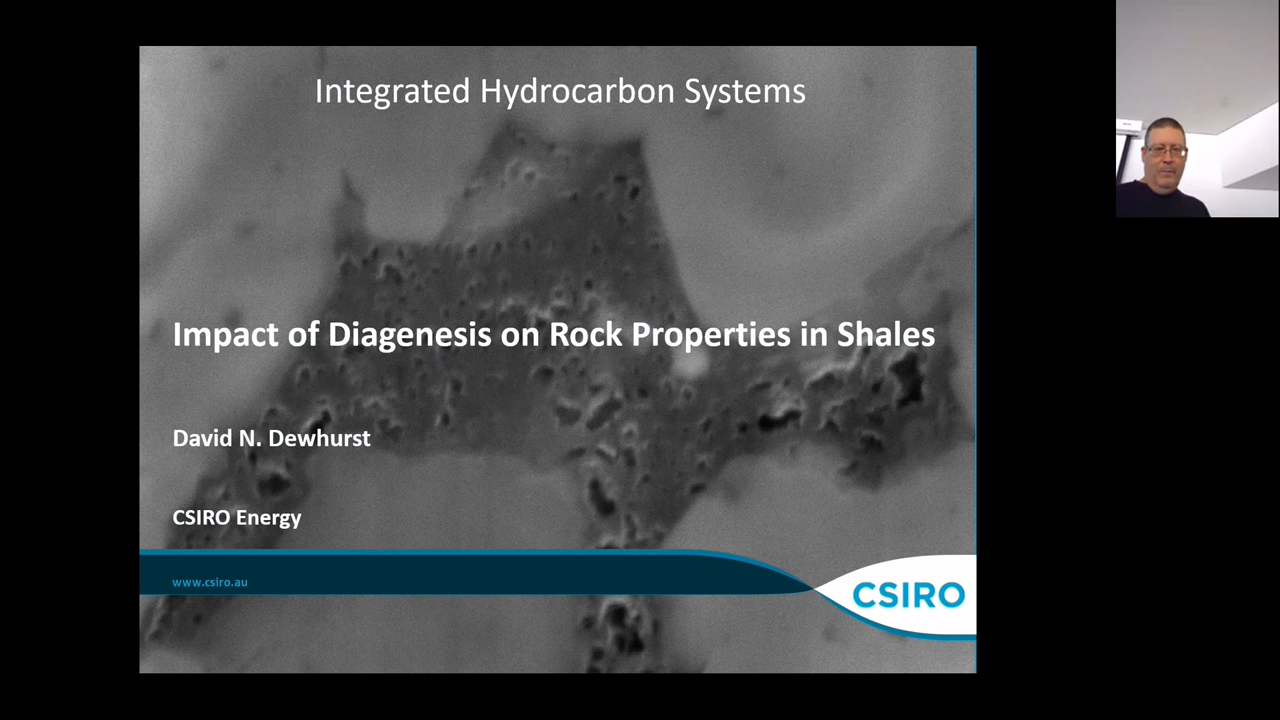 Integrated Hydrocarbon Systems
Impact of Diagenesis on Rock Properties in Shales
David N. Dewhurst
CSIRO Energy
www.csiro.au
CSIRO